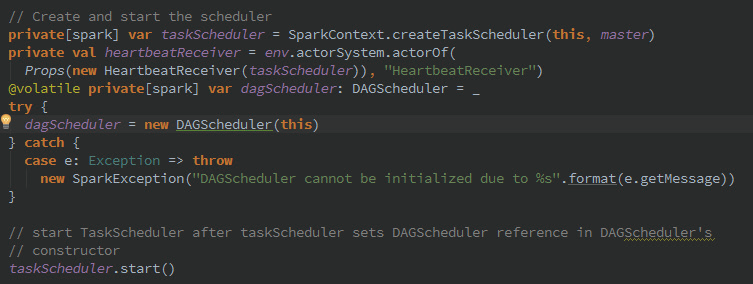 // Create and start the scheduler
private[spark] var taskScheduler = SparkContext.createTaskScheduler(this, master)
private val heartbeatReceiver = env.actorSystem.actorOf(
  Props(new HeartbeatReceiver(taskScheduler)), "HeartbeatReceiver")
@volatile private[spark] var dagScheduler: DAGScheduler = _
try {
  dagScheduler = new DAGScheduler(this)
} catch {
  case e: Exception => throw
    new SparkException("DAGScheduler cannot be initialized due to %s".format(e.getMessage))
}
// start TaskScheduler after taskScheduler sets DAGScheduler reference in DAGScheduler's
// constructor
taskScheduler.start()